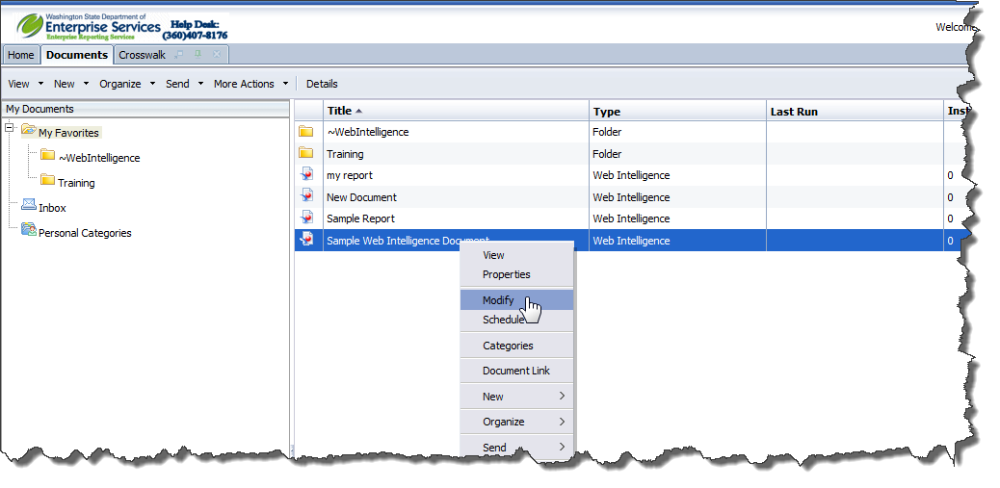 Washington State Department of
Enterprise Services Help Desk:
Enterprise Reporting Services (360)407-8176
Welcome
Home Documents Crosswalk
View New Organize Send More Actions Details
My Documents
My Favorites
~WebIntelligence
Training
Inbox
Personal Categories
Title Type Last Run Inst
~WebIntelligence Folder
Training Folder
my report Web Intelligence 0
New Document Web Intelligence 0
Sample Report Web Intelligence 0
Sample Web Intelligence Document Web Intelligence 0
View
Properties
Modify
Schedule
Categories
Document Link
New
Organize
Send